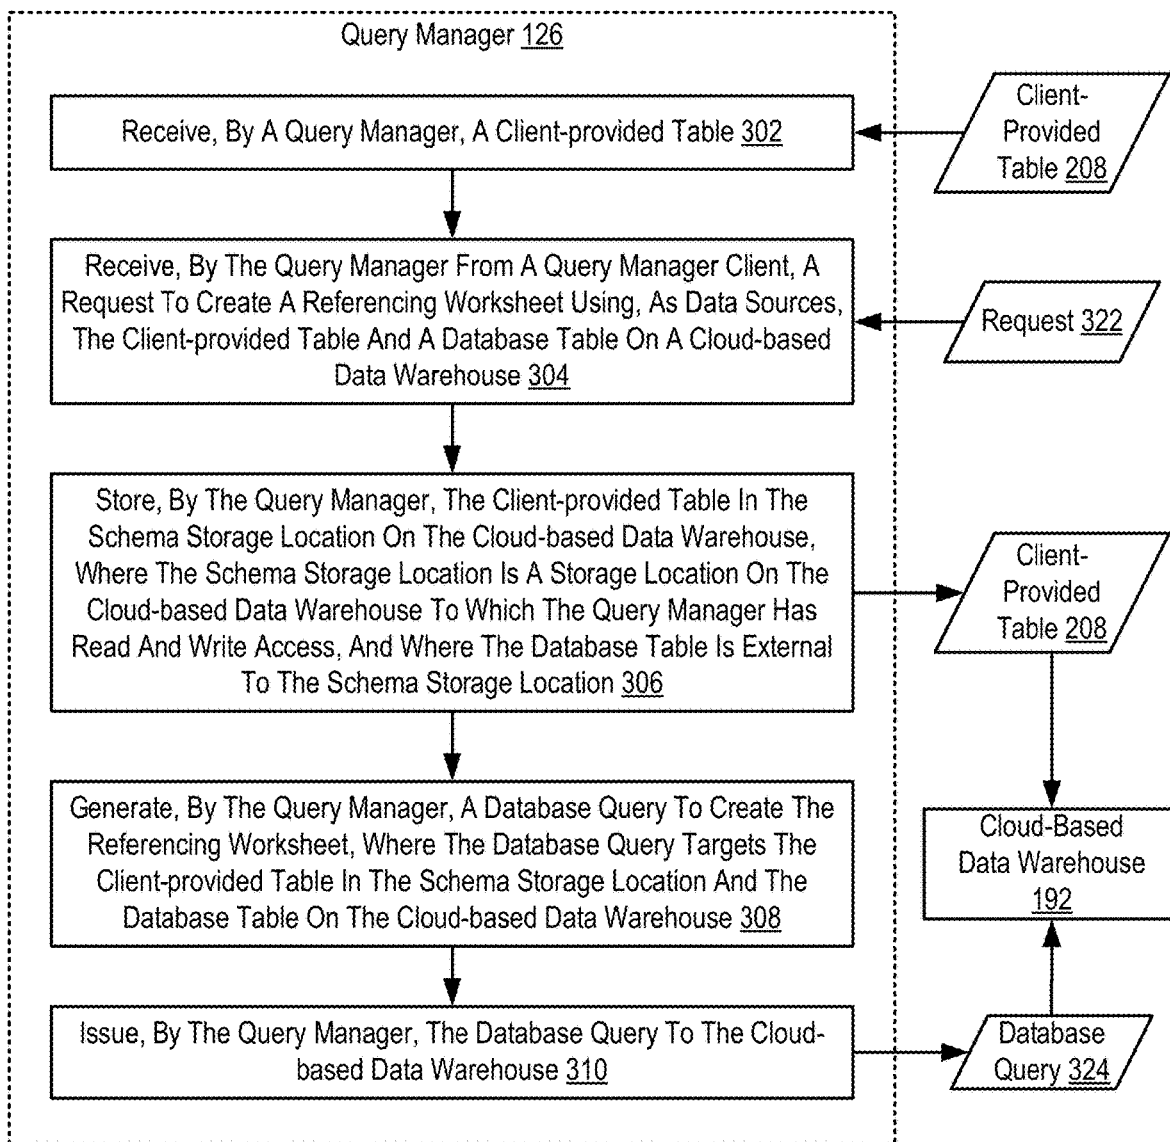 Query Manager 126
Receive, By A Query Manager, A Client-provided Table 302
Client-
Provided
Table 208
Receive, By The Query Manager From A Query Manager Client, A
Request To Create A Referencing Worksheet Using, As Data Sources,
The Client-provided Table And A Database Table On A Cloud-based
Data Warehouse 304
Request 322
Store, By The Query Manager, The Client-provided Table In The
Schema Storage Location On The Cloud-based Data Warehouse,
Where The Schema Storage Location Is A Storage Location On The
Cloud-based Data Warehouse To Which The Query Manager Has
Read And Write Access, And Where The Database Table Is External
To The Schema Storage Location 306
Client-
Provided
Table 208
Generate, By The Query Manager, A Database Query To Create The
Referencing Worksheet, Where The Database Query Targets The
Client-provided Table In The Schema Storage Location And The
Database Table On The Cloud-based Data Warehouse 308
Cloud-Based
Data Warehouse
192
Issue, By The Query Manager, The Database Query To The Cloud-
based Data Warehouse 310
Database
Query 324